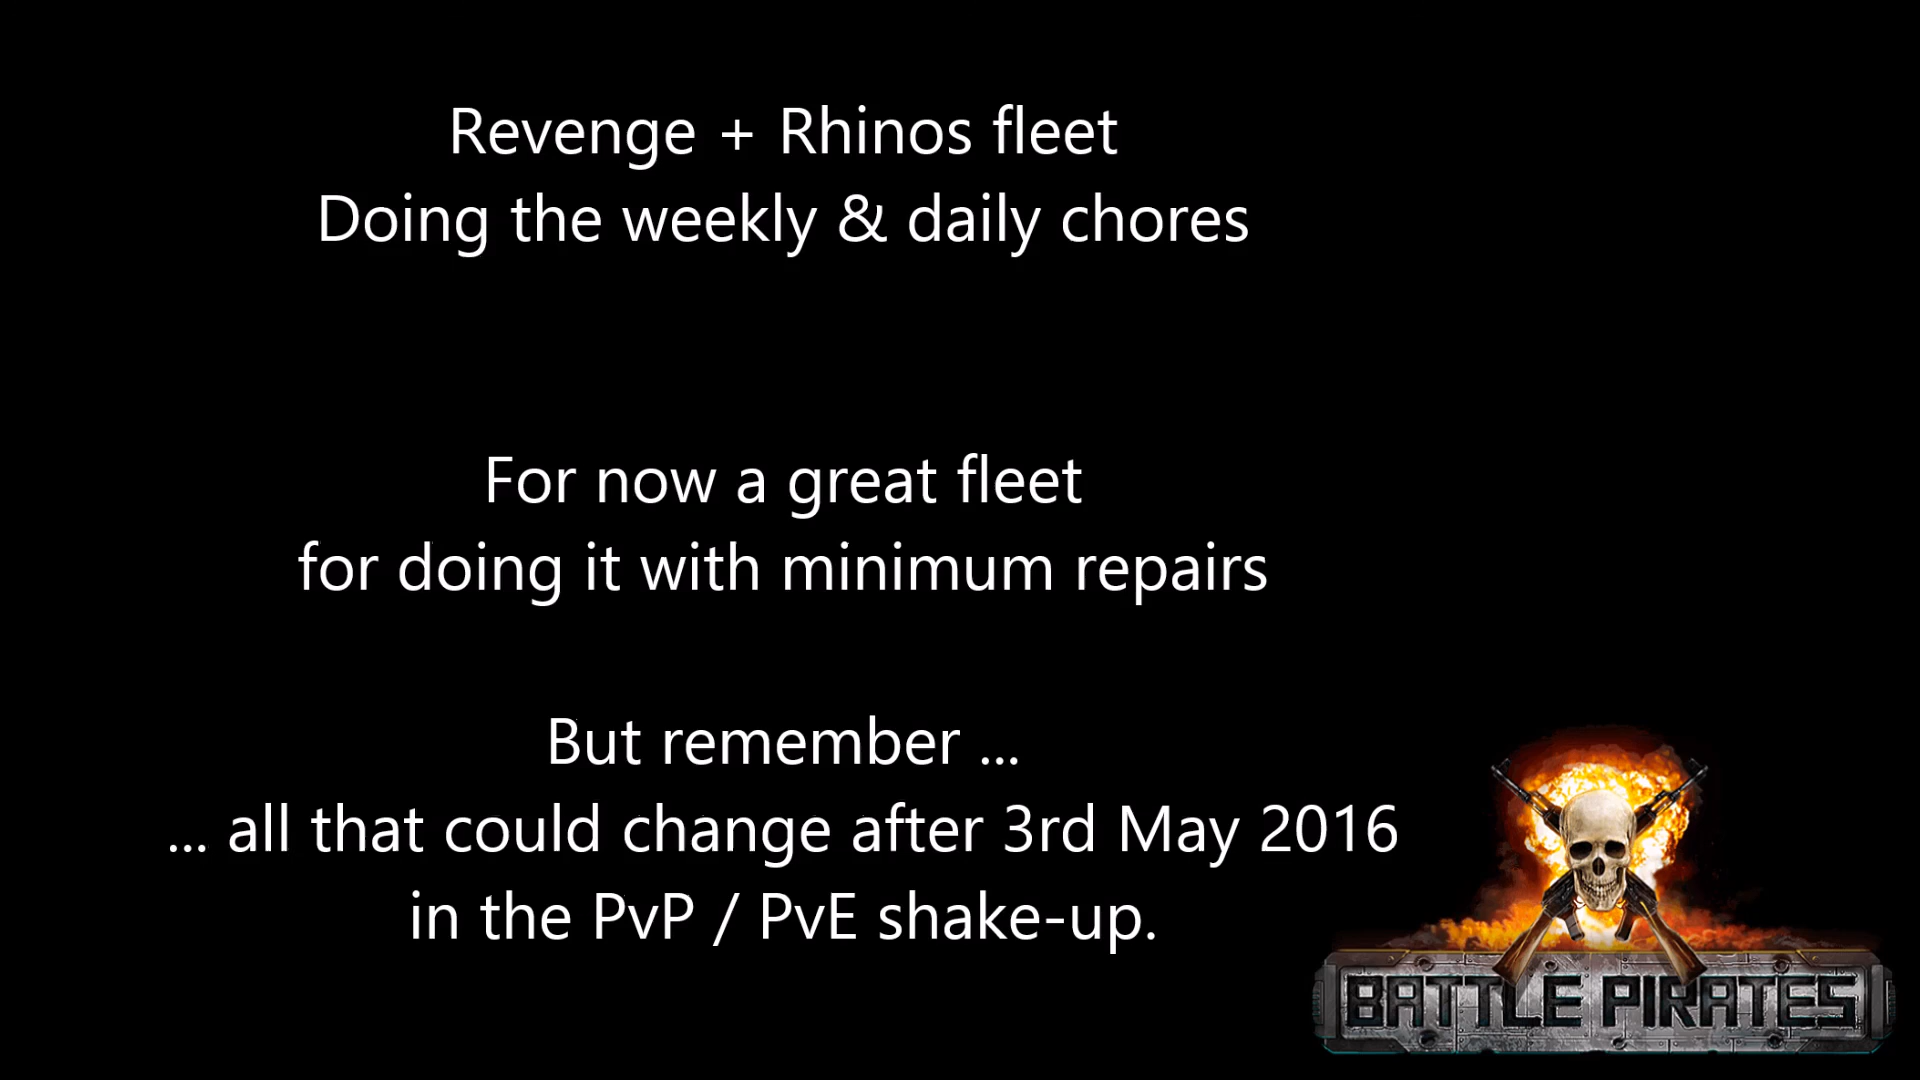 Revenge + Rhinos fleet
Doing the weekly & daily chores
For now a great fleet
for doing it with minimum repairs
But remember ...
... all that could change after 3rd May 2016
in the PvP / PvE shake-up.
BATTLE PIRATES